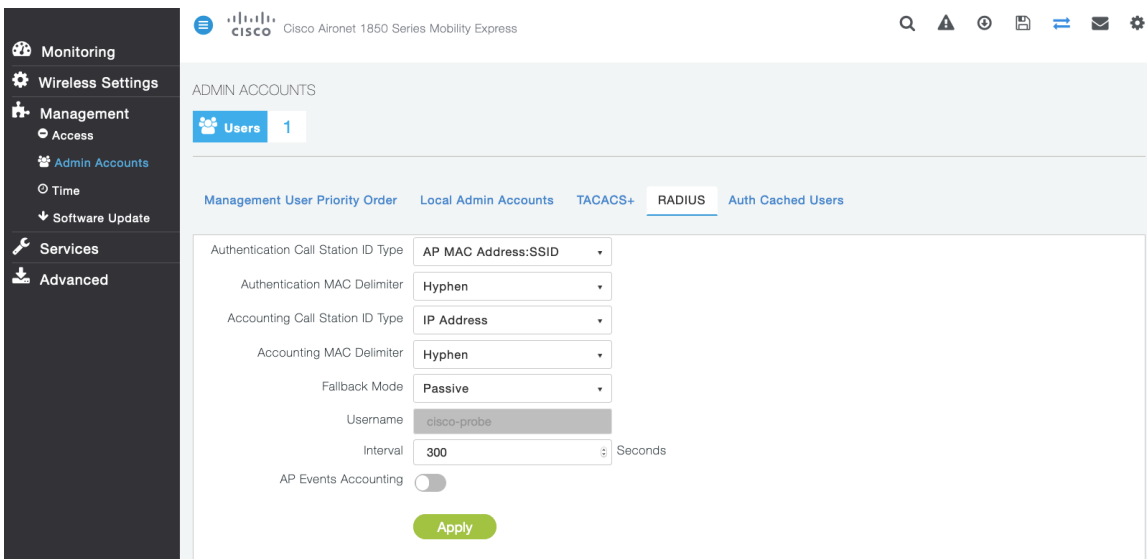 CISCO Cisco Aironet 1850 Series Mobility Express
Monitoring
Wireless Settings
Management
Access
Admin Accounts
Time
Software Update
Services
Advanced
ADMIN ACCOUNTS
Users 1
Management User Priority Order Local Admin Accounts TACACS+ RADIUS Auth Cached Users
Authentication Call Station ID Type AP MAC Address:SSID
Authentication MAC Delimiter Hyphen
Accounting Call Station ID Type IP Address
Accounting MAC Delimiter Hyphen
Fallback Mode Passive
Username cisco-probe
Interval 300 Seconds
AP Events Accounting
Apply